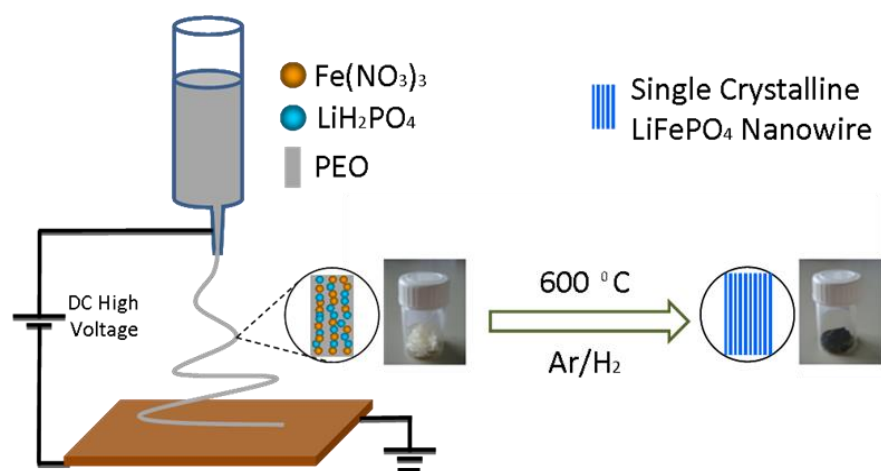 Fe(NO₃)₃
LiH₂PO₄
PEO
DC High
Voltage
Single Crystalline
LiFePO₄ Nanowire
600 ⁰C
Ar/H₂